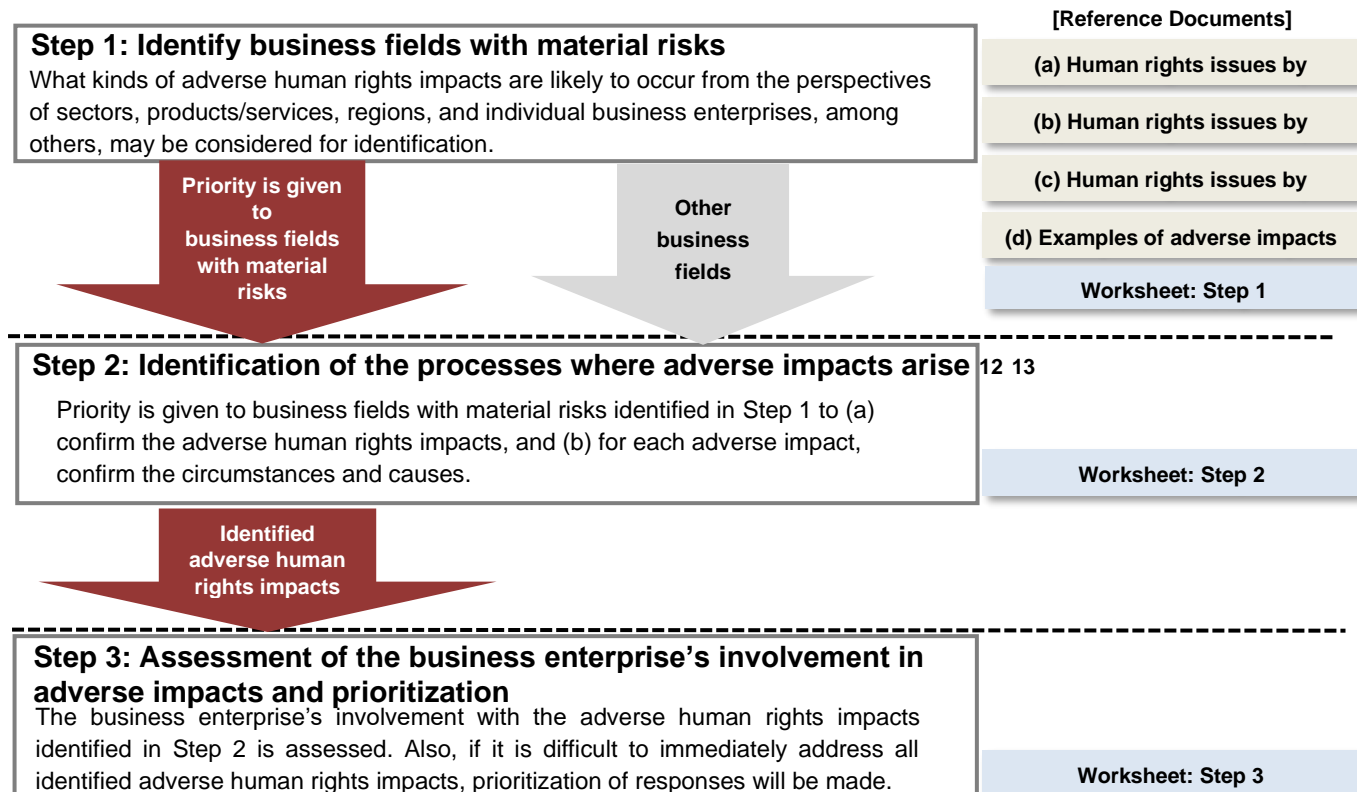 Step 1: Identify business fields with material risks
What kinds of adverse human rights impacts are likely to occur from the perspectives
of sectors, products/services, regions, and individual business enterprises, among
others, may be considered for identification.
[Reference Documents]
(a) Human rights issues by
(b) Human rights issues by
(c) Human rights issues by
(d) Examples of adverse impacts
Worksheet: Step 1
Priority is given
to
business fields
with material
risks
Other
business
fields
Step 2: Identification of the processes where adverse impacts arise 12 13
Priority is given to business fields with material risks identified in Step 1 to (a)
confirm the adverse human rights impacts, and (b) for each adverse impact,
confirm the circumstances and causes.
Worksheet: Step 2
Identified
adverse human
rights impacts
Step 3: Assessment of the business enterprise's involvement in
adverse impacts and prioritization
The business enterprise's involvement with the adverse human rights impacts
identified in Step 2 is assessed. Also, if it is difficult to immediately address all
identified adverse human rights impacts, prioritization of responses will be made.
Worksheet: Step 3